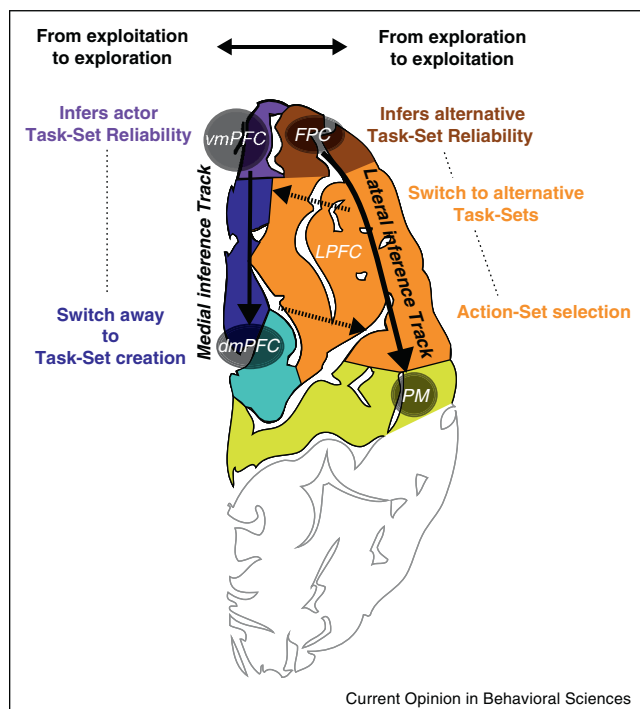 From exploitation
to exploration
From exploration
to exploitation
Infers actor
Task-Set Reliability
vmPFC
FPC
Infers alternative
Task-Set Reliability
Medial inference Track
Lateral inference Track
Switch to alternative
Task-Sets
LPFC
Switch away
to
Task-Set creation
dmPFC
Action-Set selection
PM
Current Opinion in Behavioral Sciences